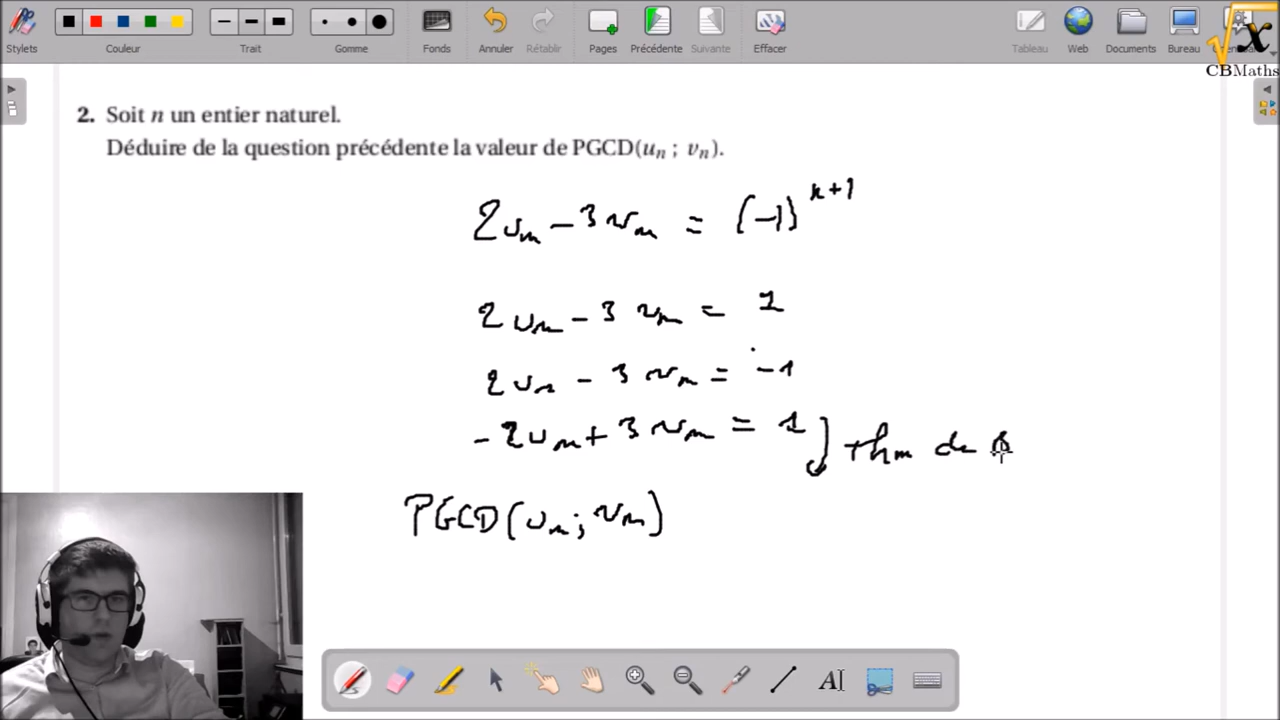 Stylets Couleur Trait Gomme Fonds Annuler Rétablir Pages Précédente Suivante Effacer Tableau Web Documents Bureau
CBMaths
2. Soit n un entier naturel.
Déduire de la question précédente la valeur de PGCD(uₙ ; vₙ).
2uₙ − 3vₙ = (−1)ⁿ⁺¹
2uₙ − 3vₙ = 1
2uₙ − 3vₙ = −1
−2uₙ + 3vₙ = 1 thm de
PGCD(uₙ; vₙ)